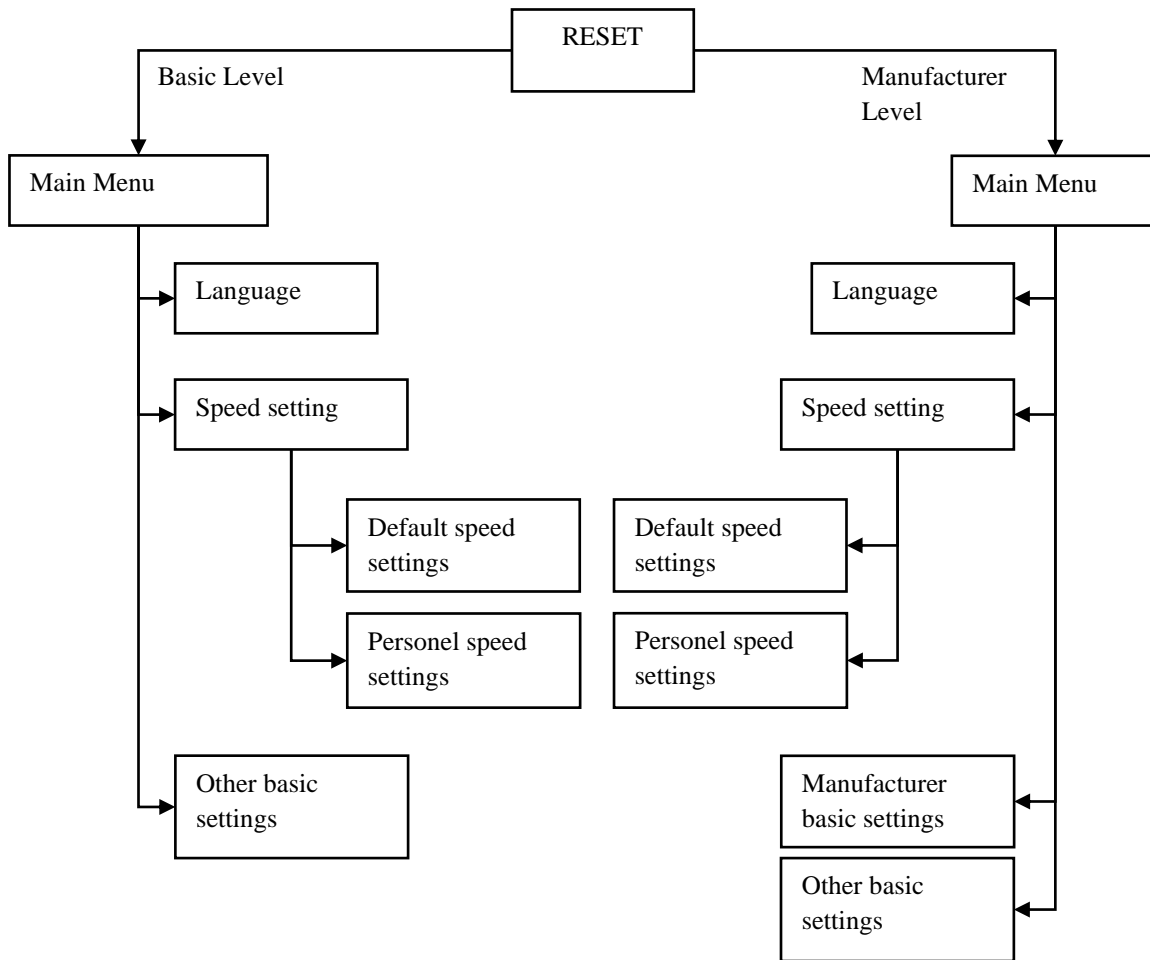 RESET
Basic Level
Manufacturer
Level
Main Menu
Main Menu
Language
Language
Speed setting
Speed setting
Default speed
settings
Default speed
settings
Personel speed
settings
Personel speed
settings
Other basic
settings
Manufacturer
basic settings
Other basic
settings